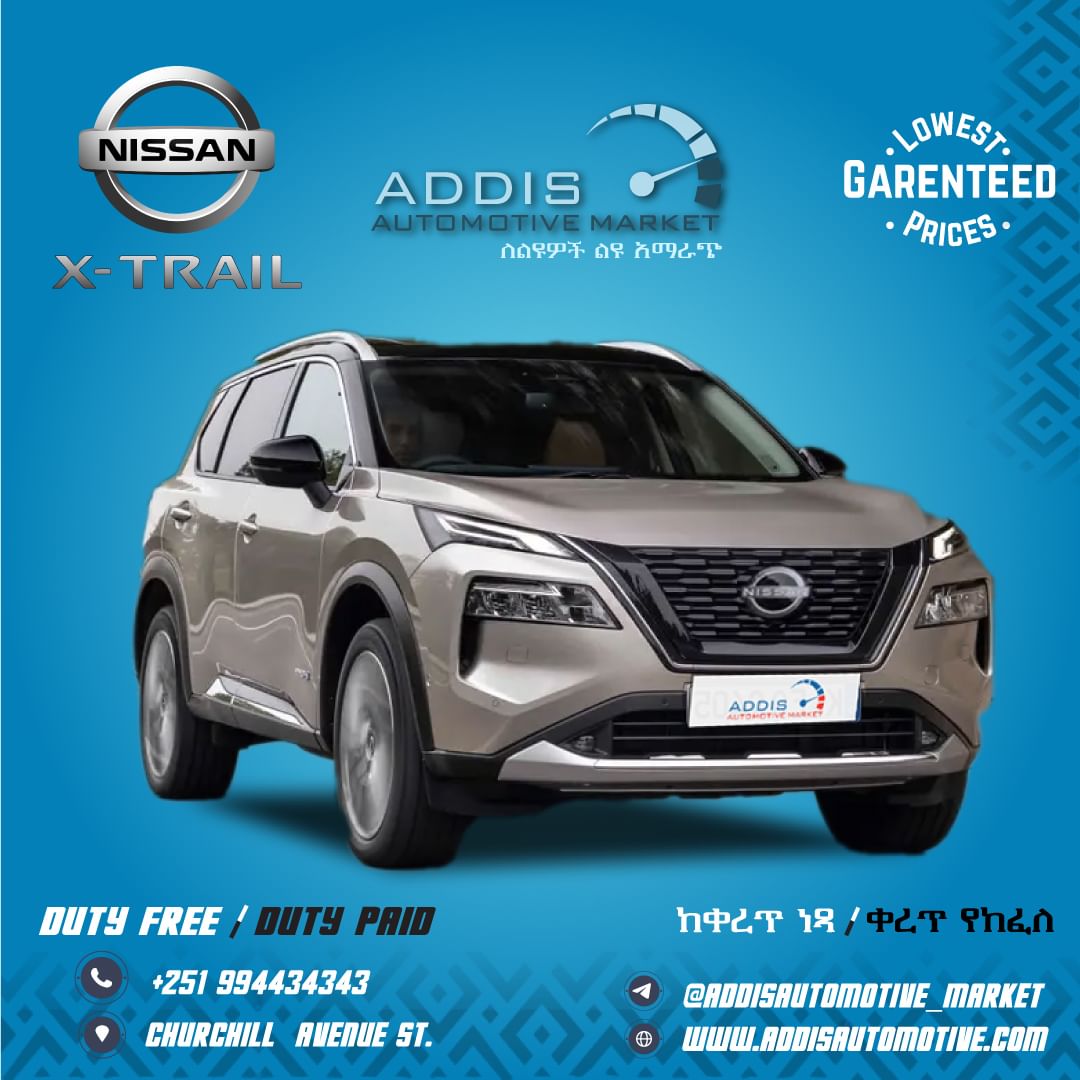 NISSAN
X-TRAIL
ADDIS
AUTOMOTIVE MARKET
ለልዩዎች ልዩ አማራጭ
LOWEST
GARENTEED
PRICES
NISSAN
ADDIS
AUTOMOTIVE MARKET
DUTY FREE / DUTY PAID
ከቀረጥ ነዳ / ቀረጥ የከፈለ
+251 994434343
CHURCHILL AVENUE ST.
@ADDISAUTOMOTIVE_MARKET
WWW.ADDISAUTOMOTIVE.COM